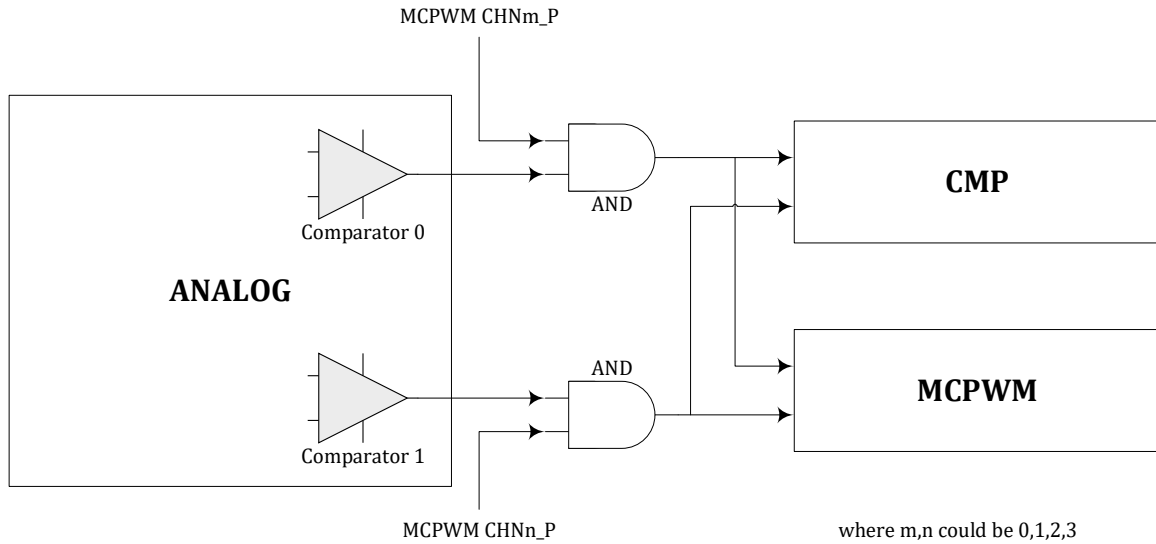 MCPWM CHNm_P
CMP
AND
Comparator 0
ANALOG
AND
MCPWM
Comparator 1
MCPWM CHNn_P
where m,n could be 0,1,2,3